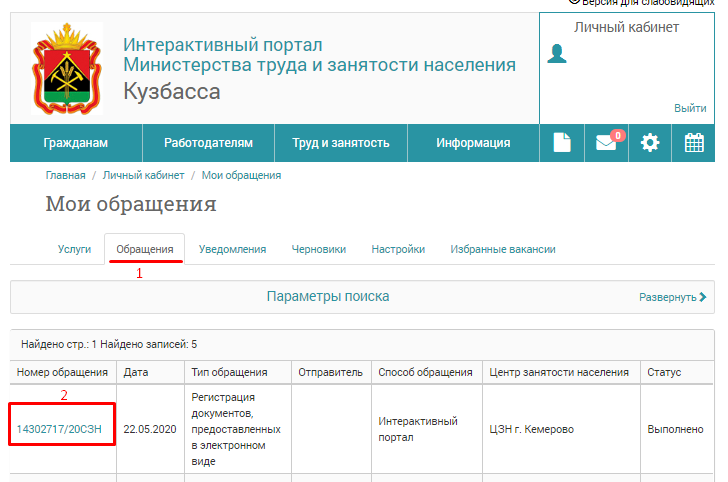 Версия для слабовидящих
Интерактивный портал
Министерства труда и занятости населения
Кузбасса
Личный кабинет
Выйти
Гражданам Работодателям Труд и занятость Информация 0
Главная / Личный кабинет / Мои обращения
Мои обращения
Услуги Обращения Уведомления Черновики Настройки Избранные вакансии
1
Параметры поиска Развернуть
Найдено стр.: 1 Найдено записей: 5
Номер обращения Дата Тип обращения Отправитель Способ обращения Центр занятости населения Статус
2
14302717/20СЗН 22.05.2020
Регистрация
документов,
предоставленных
в электронном
виде
Интерактивный
портал
ЦЗН г. Кемерово Выполнено